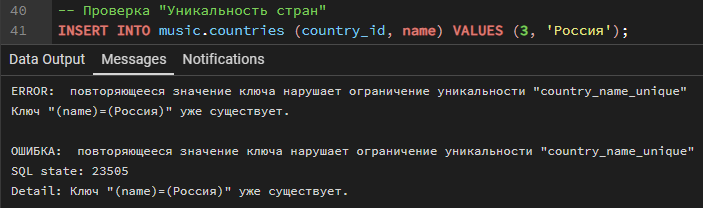 40 -- Проверка "Уникальность стран"
41 INSERT INTO music.countries (country_id, name) VALUES (3, 'Россия');
Data Output Messages Notifications
ERROR:  повторяющееся значение ключа нарушает ограничение уникальности "country_name_unique"
Ключ "(name)=(Россия)" уже существует.
ОШИБКА:  повторяющееся значение ключа нарушает ограничение уникальности "country_name_unique"
SQL state: 23505
Detail: Ключ "(name)=(Россия)" уже существует.